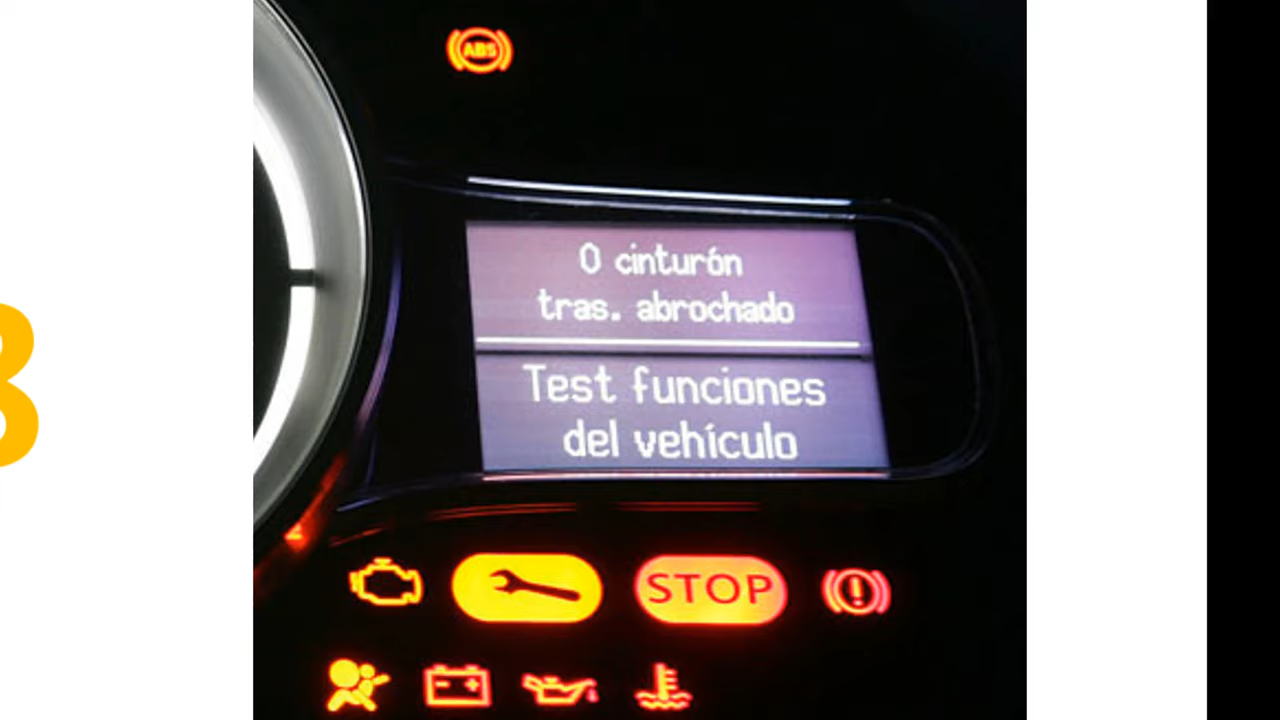 ABS
0 cinturón
tras. abrochado
Test funciones
del vehículo
STOP